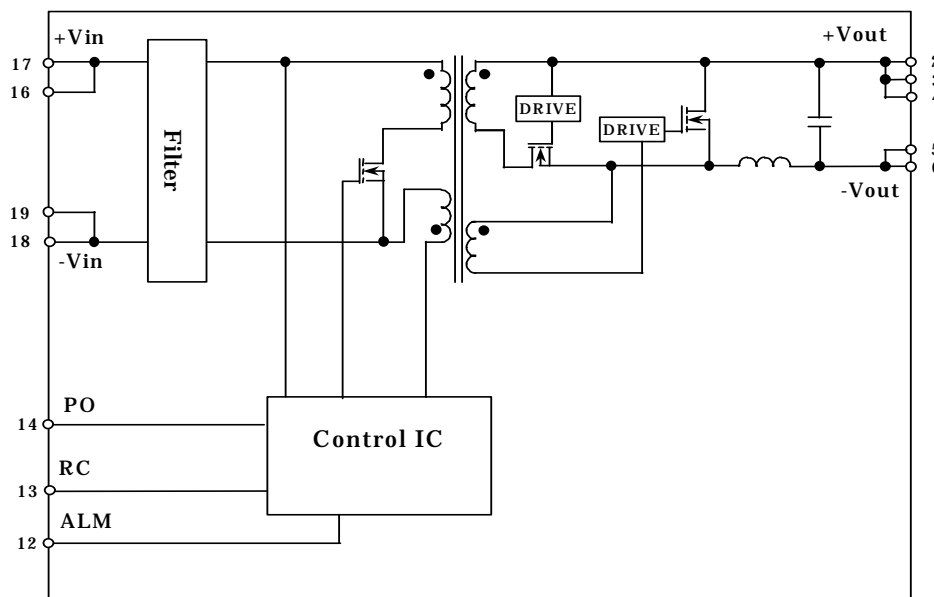 +Vin
+Vout
17
16
Filter
DRIVE
DRIVE
19
18
-Vin
-Vout
PO
14
Control IC
RC
13
ALM
12